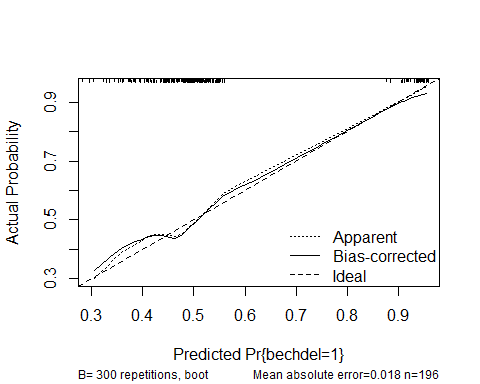 Actual Probability
0.9
0.7
0.5
0.3
Apparent
Bias-corrected
Ideal
0.3 0.4 0.5 0.6 0.7 0.8 0.9
Predicted Pr{bechdel=1}
B= 300 repetitions, boot Mean absolute error=0.018 n=196